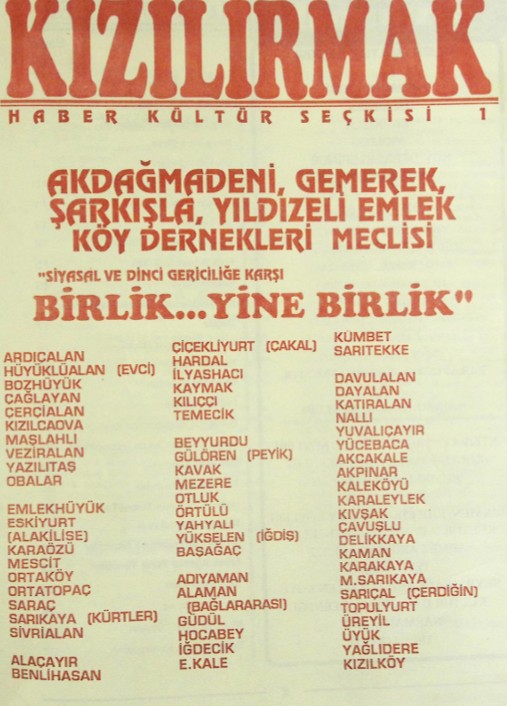 KIZILIRMAK
HABER KÜLTÜR SEÇKİSİ 1
AKDAĞMADENİ, GEMEREK,
ŞARKIŞLA, YILDIZELİ EMLEK
KÖY DERNEKLERİ MECLİSİ
"SİYASAL VE DİNCİ GERİCİLİĞE KARŞI
BİRLİK...YİNE BİRLİK"
ARDIÇALAN
HÜYÜKLÜALAN (EVCİ)
BOZHÜYÜK
ÇAĞLAYAN
ÇERÇİALAN
KIZILCAOVA
MAŞLAHLI
VEZİRALAN
YAZILITAŞ
OBALAR
EMLEKHÜYÜK
ESKİYURT
(ALAKİLİSE)
KARAÖZÜ
MESCİT
ORTAKÖY
ORTATOPAÇ
SARAÇ
SARIKAYA (KÜRTLER)
SİVRİALAN
ALAÇAYIR
BENLİHASAN
ÇİÇEKLİYURT (ÇAKAL)
HARDAL
İLYASHACI
KAYMAK
KILIÇÇI
TEMECİK
BEYYURDU
GÜLÖREN (PEYİK)
KAVAK
MEZERE
OTLUK
ÖRTÜLÜ
YAHYALI
YÜKSELEN (İĞDİŞ)
BAŞAĞAÇ
ADIYAMAN
ALAMAN
(BAĞLARARASI)
GÜDÜL
HOCABEY
İĞDECİK
E.KALE
KÜMBET
SARITEKKE
DAVULALAN
DAYALAN
KATIRALAN
NALLI
YUVALIÇAYIR
YÜCEBACA
AKCAKALE
AKPINAR
KALEKÖYÜ
KARALEYLEK
KIVŞAK
ÇAVUŞLU
DELİKKAYA
KAMAN
KARAKAYA
M.SARIKAYA
SARIÇAL (ÇERDİĞİN)
TOPULYURT
ÜREYİL
ÜYÜK
YAĞLIDERE
KIZILKÖY